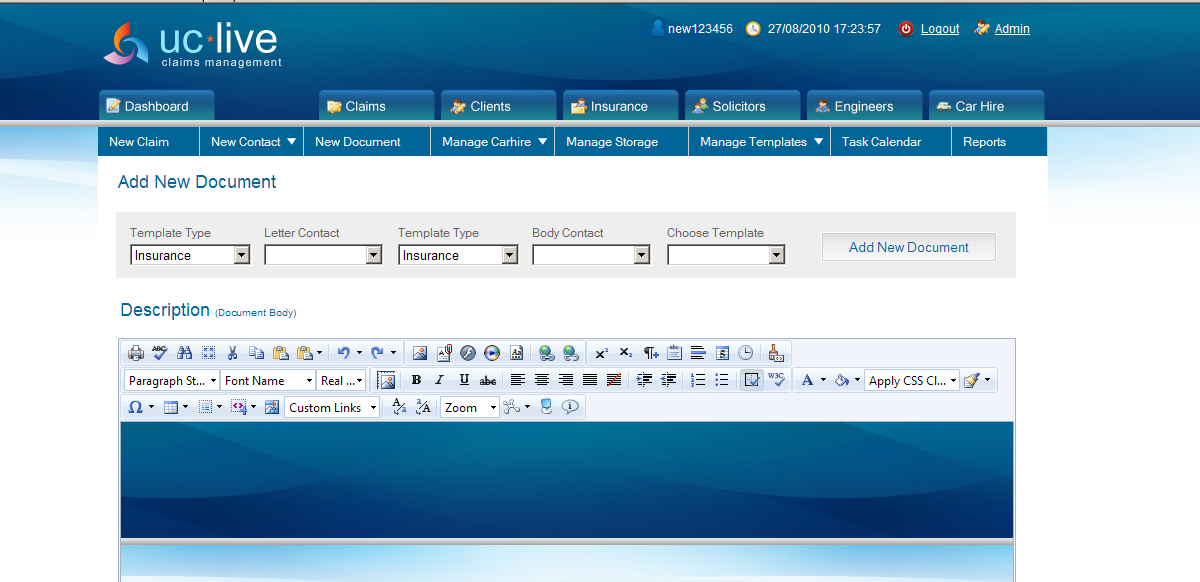 new123456 27/08/2010 17:23:57 Logout Admin
uc live
claims management
Dashboard Claims Clients Insurance Solicitors Engineers Car Hire
New Claim New Contact New Document Manage Carhire Manage Storage Manage Templates Task Calendar Reports
Add New Document
Template Type Letter Contact Template Type Body Contact Choose Template
Insurance Insurance Add New Document
Description (Document Body)
Paragraph St... Font Name Real ... B I U abc W3C A Apply CSS Cl...
Ω Custom Links Zoom